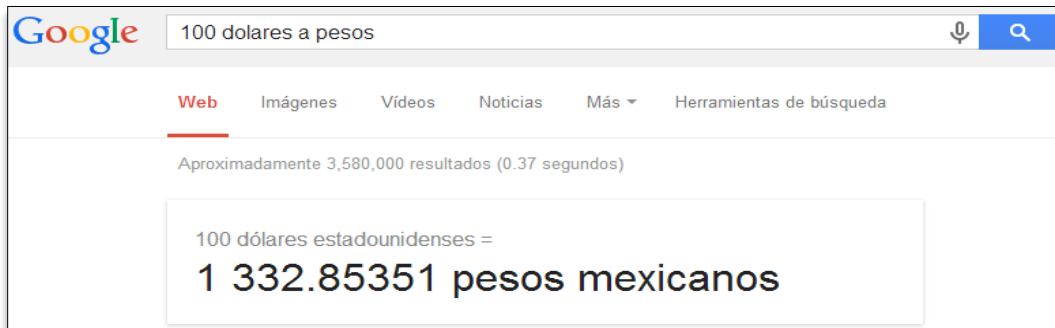 Google 100 dolares a pesos
Web Imágenes Vídeos Noticias Más Herramientas de búsqueda
Aproximadamente 3,580,000 resultados (0.37 segundos)
100 dólares estadounidenses =
1 332.85351 pesos mexicanos